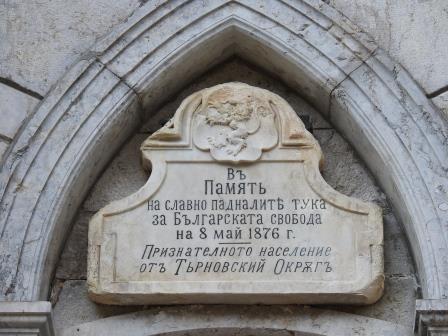 Въ
Память
на славно падналитѣ тука
за Българската свобода
на 8 май 1876 г.
Признателното население
отъ Търновский Окрѫгъ